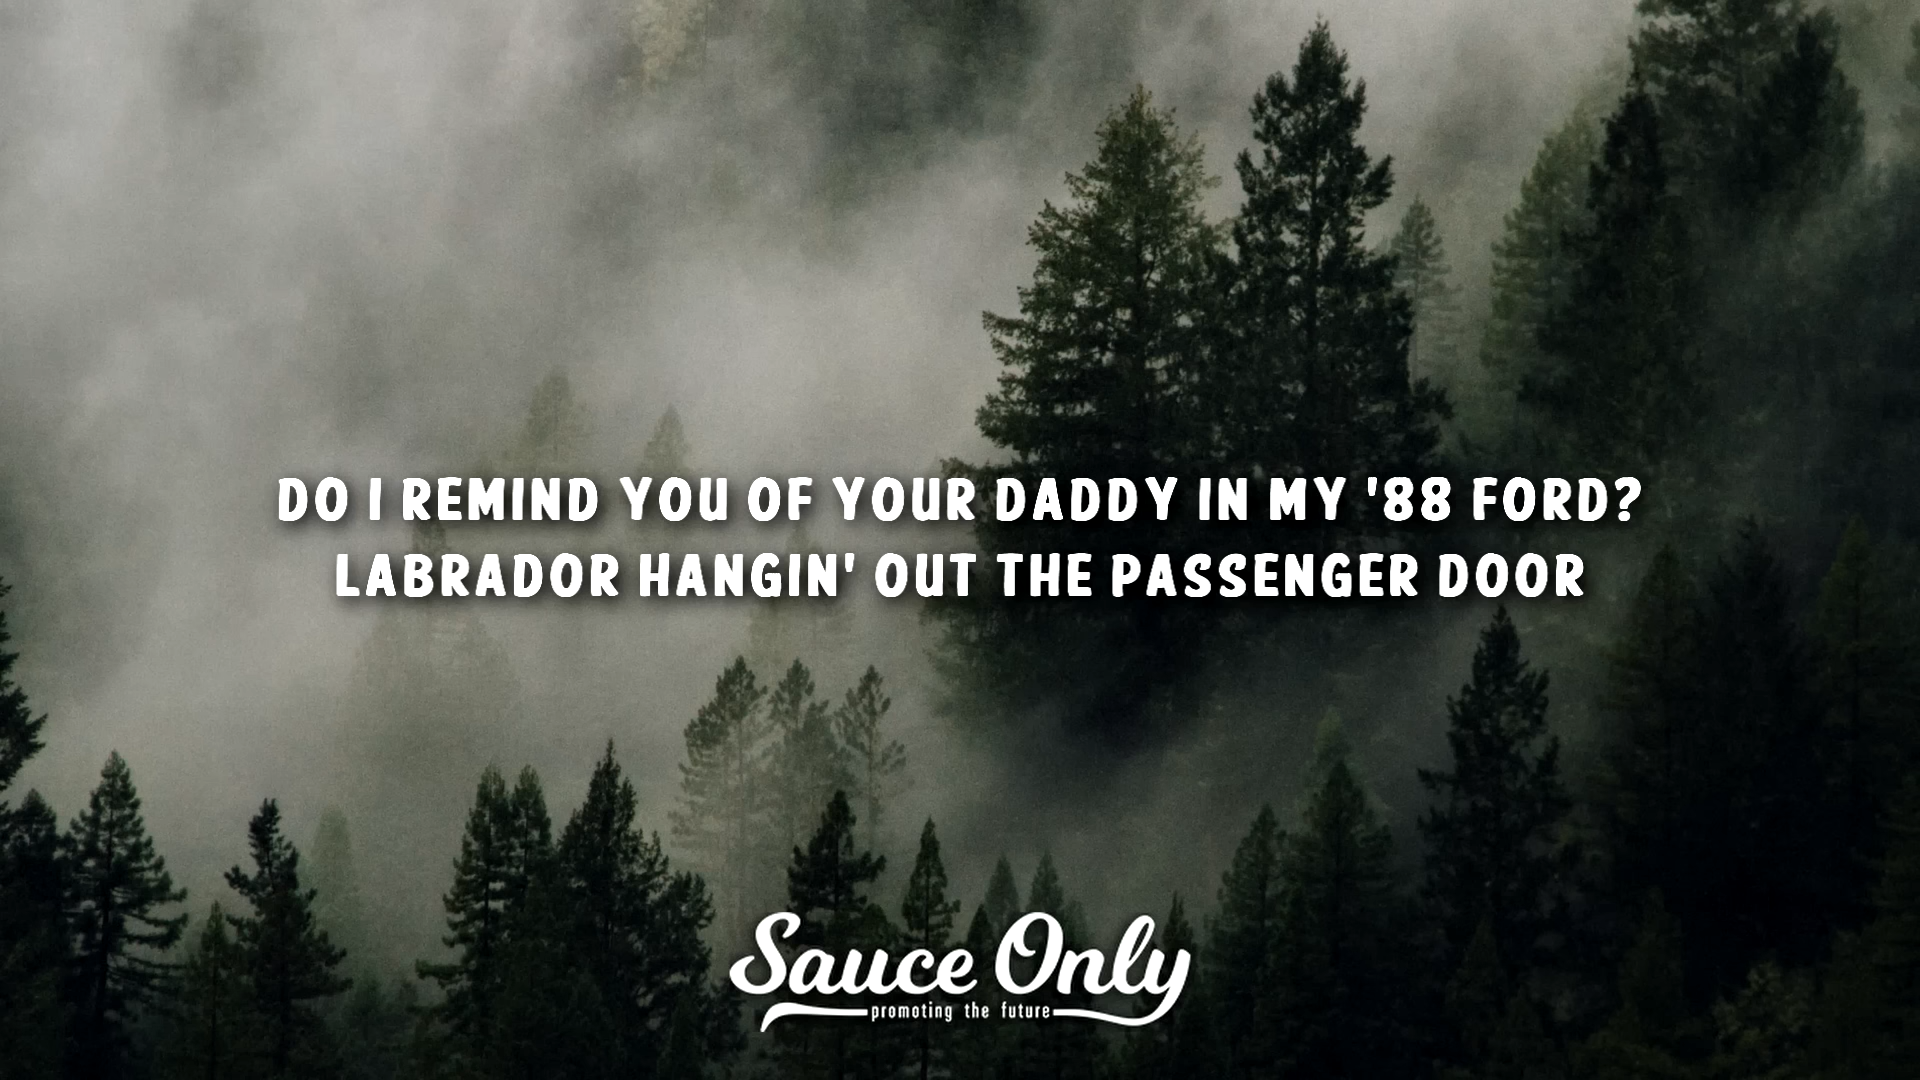 DO I REMIND YOU OF YOUR DADDY IN MY '88 FORD?
LABRADOR HANGIN' OUT THE PASSENGER DOOR
Sauce Only
promoting the future